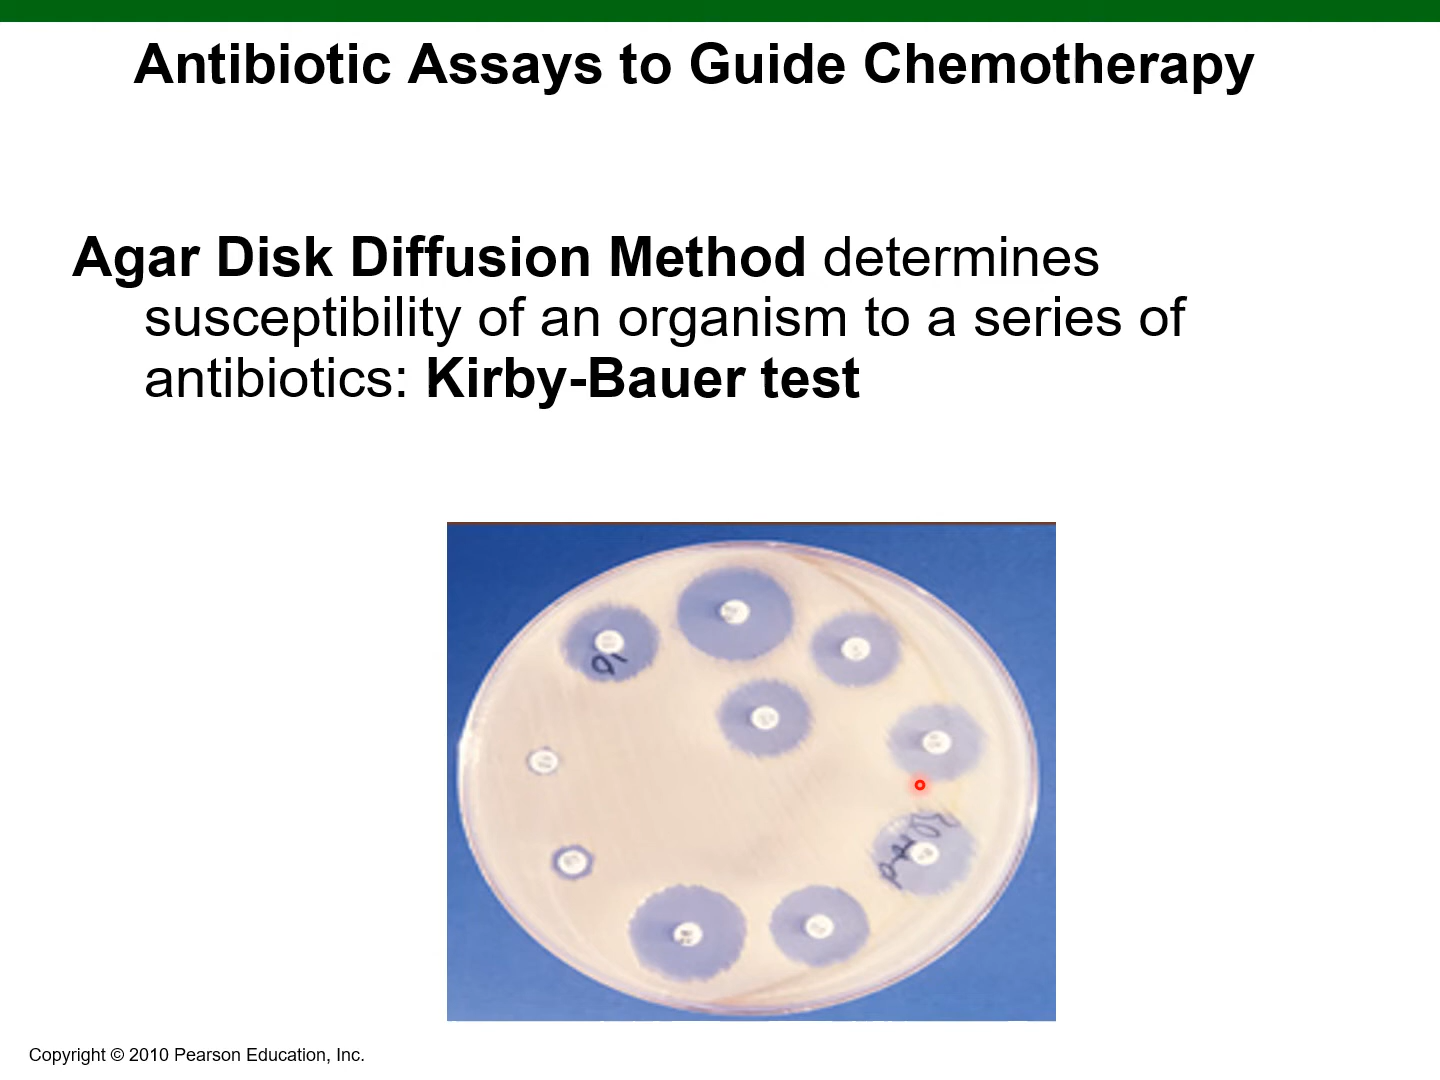 Antibiotic Assays to Guide Chemotherapy
Agar Disk Diffusion Method determines
susceptibility of an organism to a series of
antibiotics: Kirby-Bauer test
Copyright © 2010 Pearson Education, Inc.